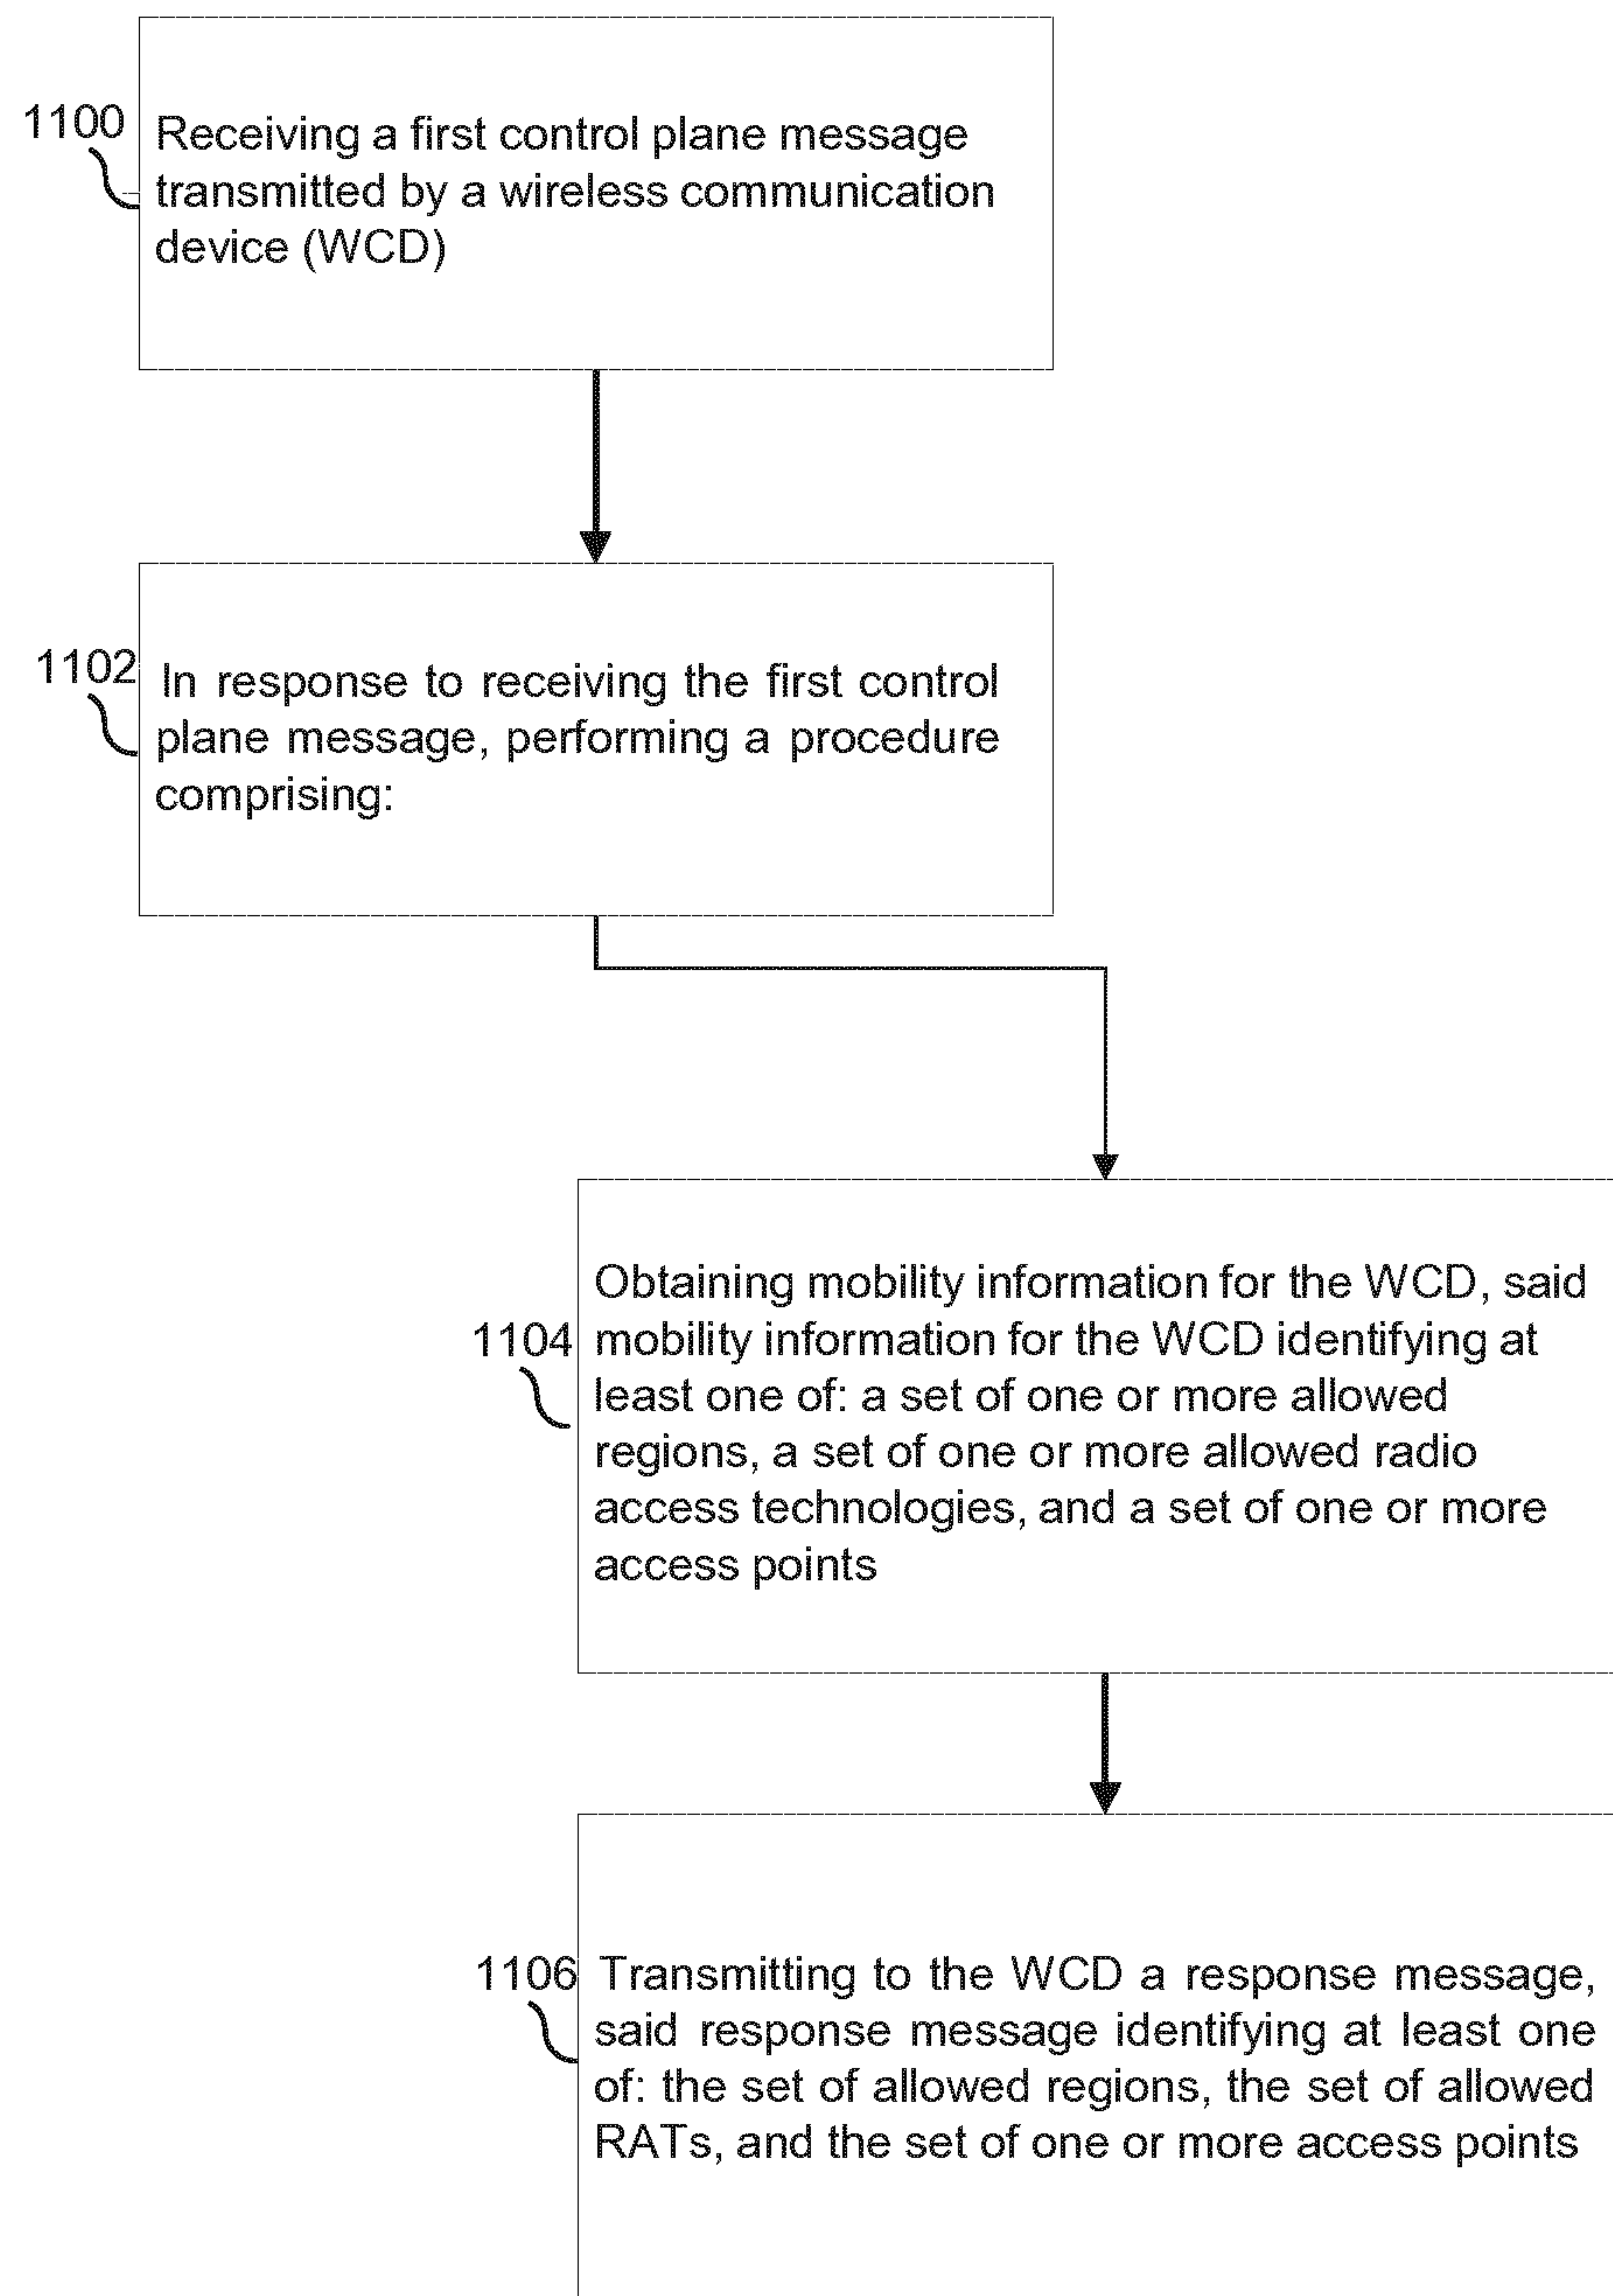 1100
Receiving a first control plane message
transmitted by a wireless communication
device (WCD)
1102
In response to receiving the first control
plane message, performing a procedure
comprising:
1104
Obtaining mobility information for the WCD, said
mobility information for the WCD identifying at
least one of: a set of one or more allowed
regions, a set of one or more allowed radio
access technologies, and a set of one or more
access points
1106
Transmitting to the WCD a response message,
said response message identifying at least one
of: the set of allowed regions, the set of allowed
RATs, and the set of one or more access points